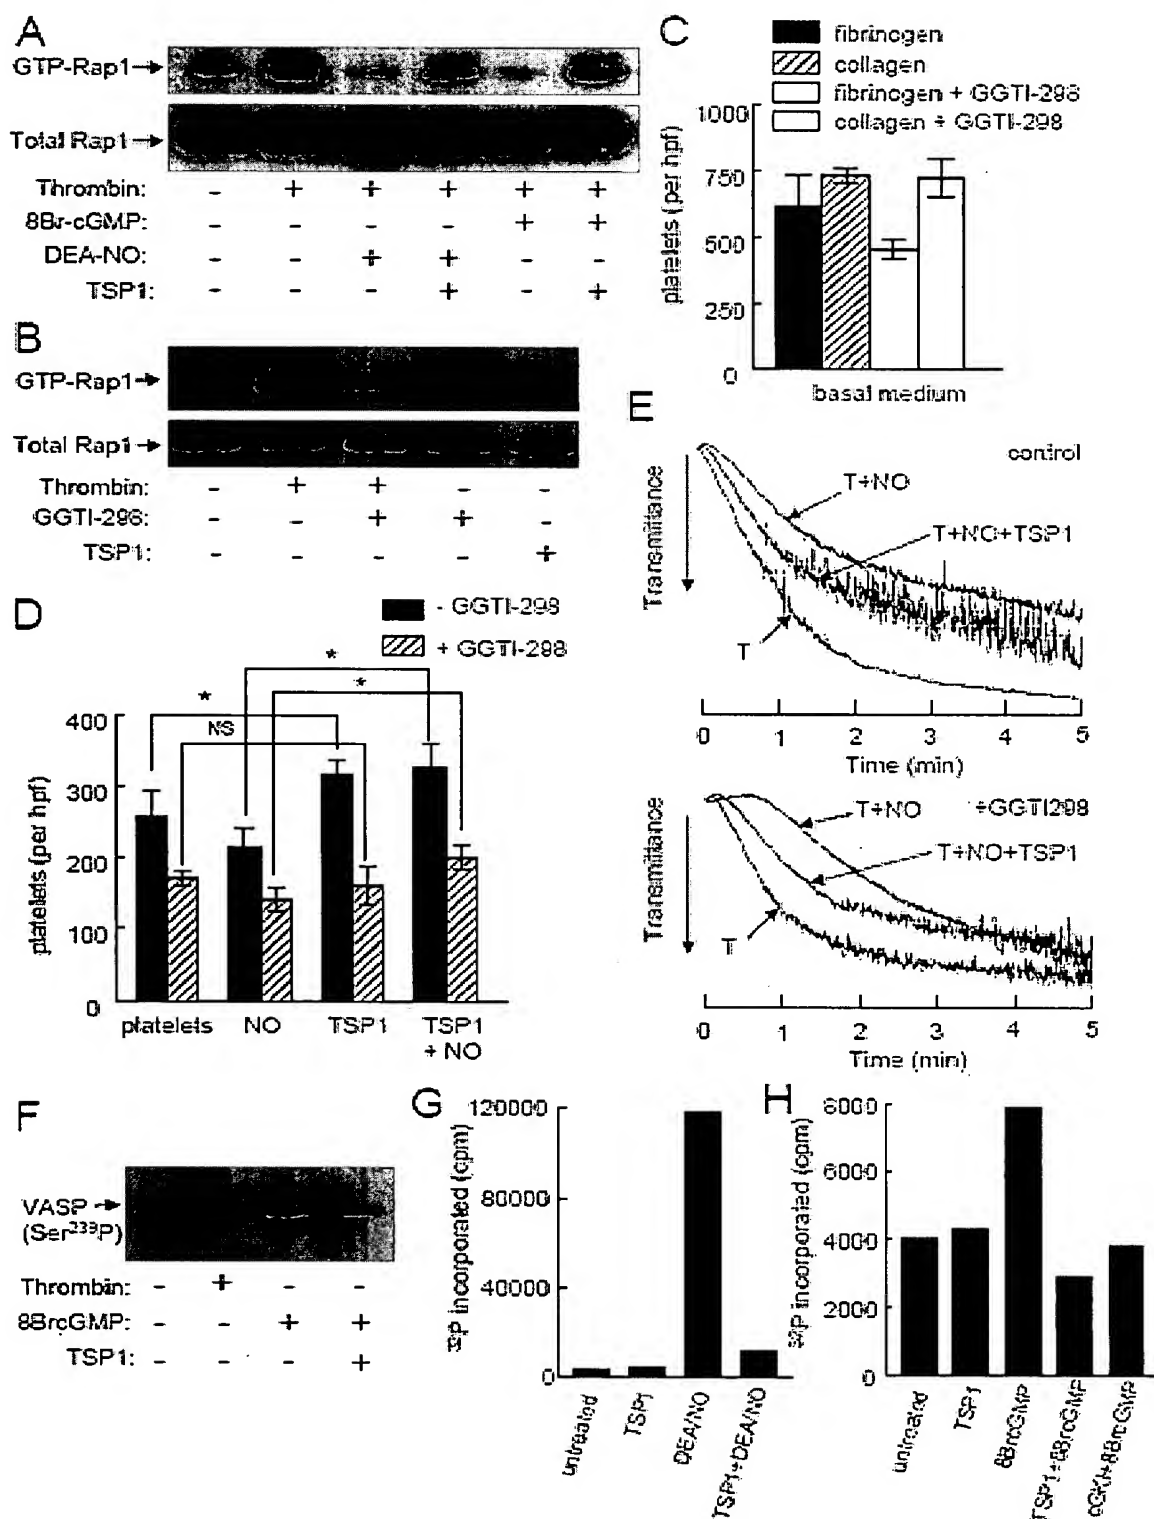 A
GTP-Rap1
Total Rap1
Thrombin: - + + + + +
8Br-cGMP: - - - - + +
DEA-NO: - - + + - -
TSP1: - - - + - +
B
GTP-Rap1
Total Rap1
Thrombin: - + + - -
GGTI-298: - - + + -
TSP1: - - - - +
C
fibrinogen
collagen
fibrinogen + GGTI-298
collagen + GGTI-298
platelets (per hpf)
1000
750
500
250
0
basal medium
D
- GGTI-298
+ GGTI-298
platelets (per hpf)
400
300
200
100
0
*
NS
*
*
platelets
NO
TSP1
TSP1 + NO
E
control
Transmittance
T+NO
T+NO+TSP1
T
0 1 2 3 4 5
Time (min)
+GGTI298
Transmittance
T+NO
T+NO+TSP1
T
0 1 2 3 4 5
Time (min)
F
VASP
(Ser239P)
Thrombin: - + - -
8BrcGMP: - - + +
TSP1: - - - +
G
32P incorporated (cpm)
120000
80000
40000
0
untreated
TSP1
DEA/NO
TSP1+DEA/NO
H
32P incorporated (cpm)
8000
6000
4000
2000
0
untreated
TSP1
8BrcGMP
TSP1+8BrcGMP
cGKI+8BrcGMP